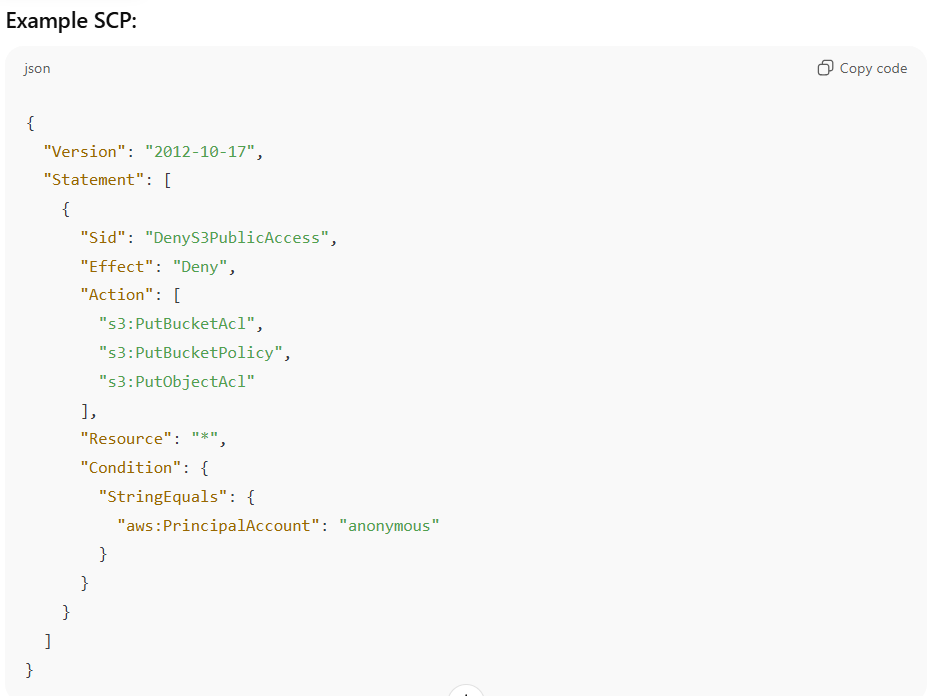 Example SCP:
json
Copy code
{
  "Version": "2012-10-17",
  "Statement": [
    {
      "Sid": "DenyS3PublicAccess",
      "Effect": "Deny",
      "Action": [
        "s3:PutBucketAcl",
        "s3:PutBucketPolicy",
        "s3:PutObjectAcl"
      ],
      "Resource": "*",
      "Condition": {
        "StringEquals": {
          "aws:PrincipalAccount": "anonymous"
        }
      }
    }
  ]
}